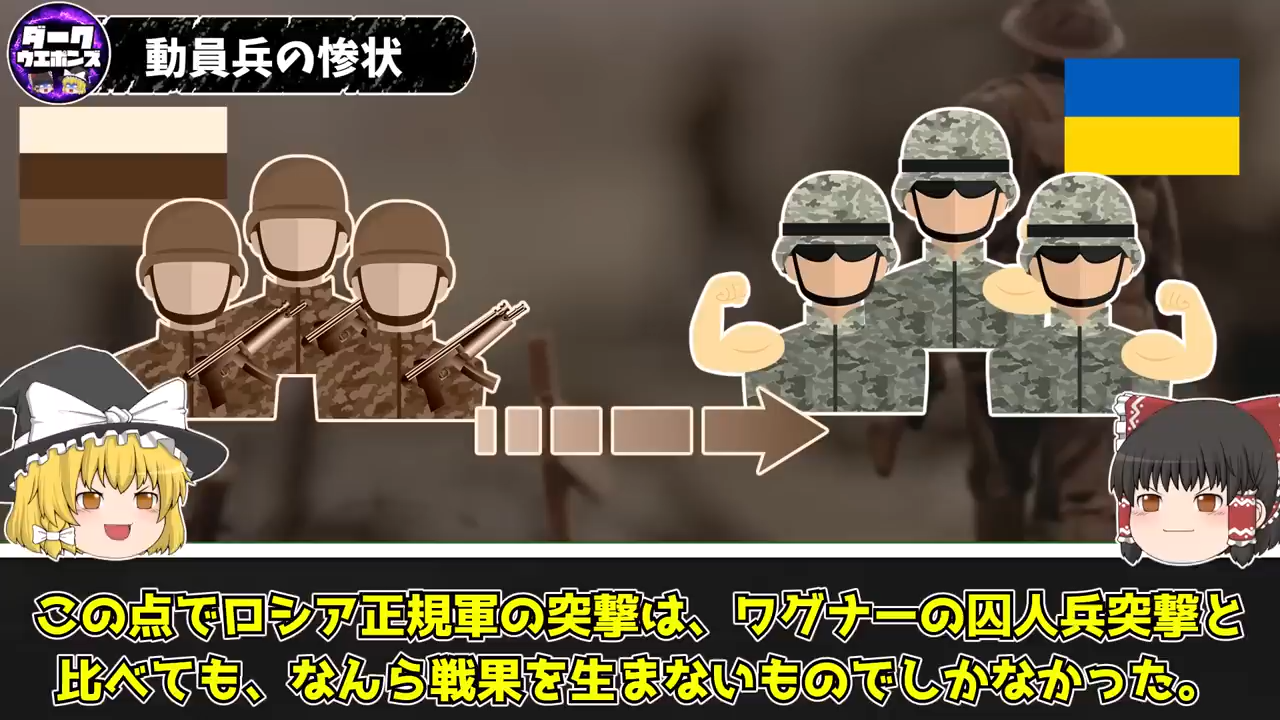 ダーク
ウエポンズ
動員兵の惨状
この点でロシア正規軍の突撃は、ワグナーの囚人兵突撃と
比べても、なんら戦果を生まないものでしかなかった。